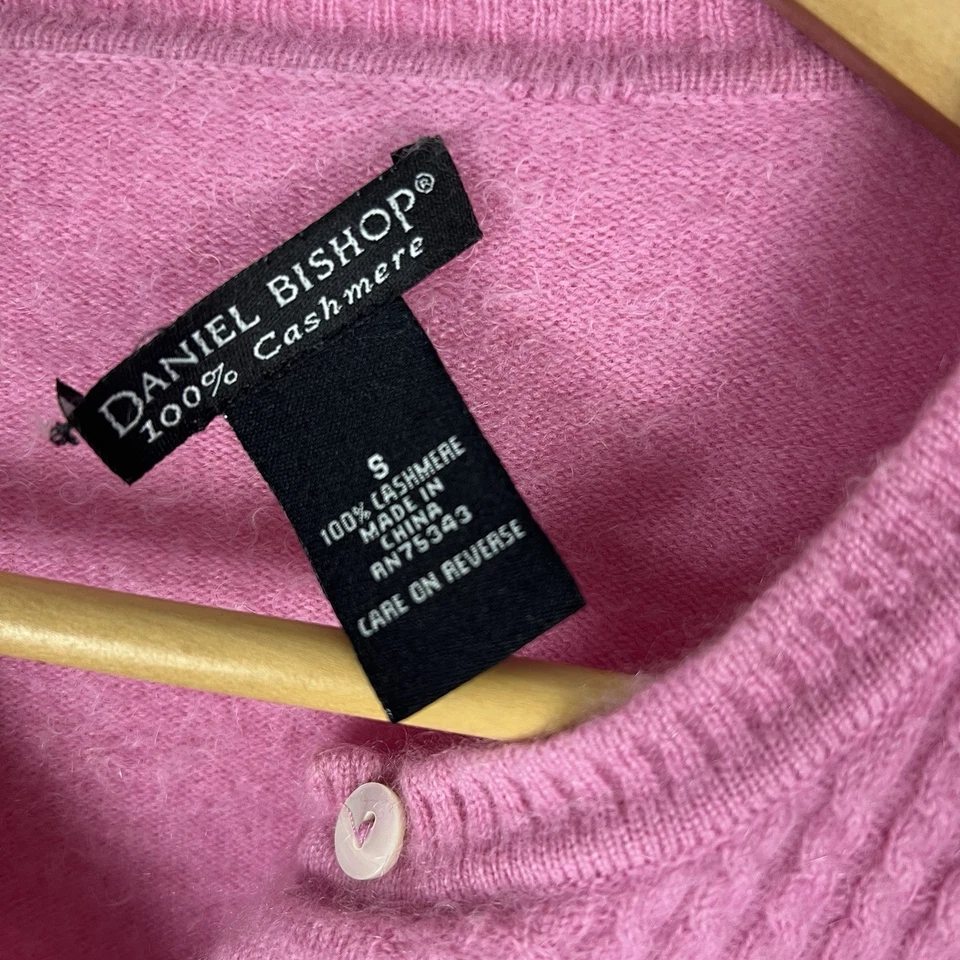 DANIEL BISHOP®
100% Cashmere
S
100% CASHMERE
MADE IN
CHINA
RN75343
CARE ON REVERSE